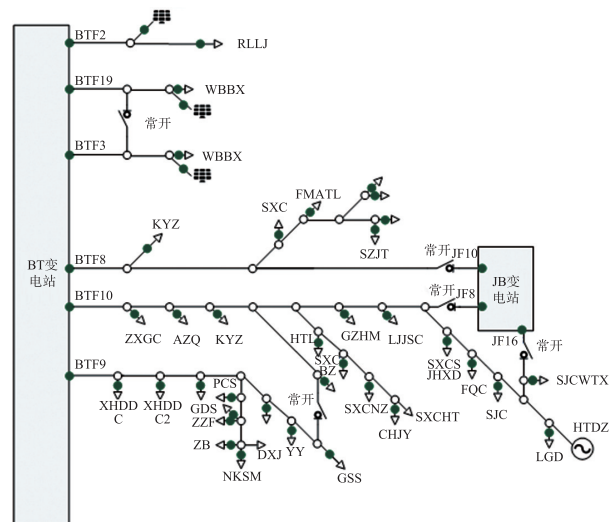 BTF2
RLLJ
BTF19
WBBX
常开
BTF3
WBBX
KYZ
SXC
FMATL
SZJT
BT变
电站
BTF8
常开
JF10
JB变
电站
BTF10
常开
JF8
ZXGC
AZQ
KYZ
HTL
GZHM
LJJSC
JF16
常开
SXC
BZ
SXCS
JHXD
SJCWTX
BTF9
PCS
FQC
XHDD
C
XHDD
C2
GDS
常开
SXCNZ
SXCHT
SJC
HTDZ
ZZF
CHJY
ZB
DXJ
YY
LGD
NKSM
GSS